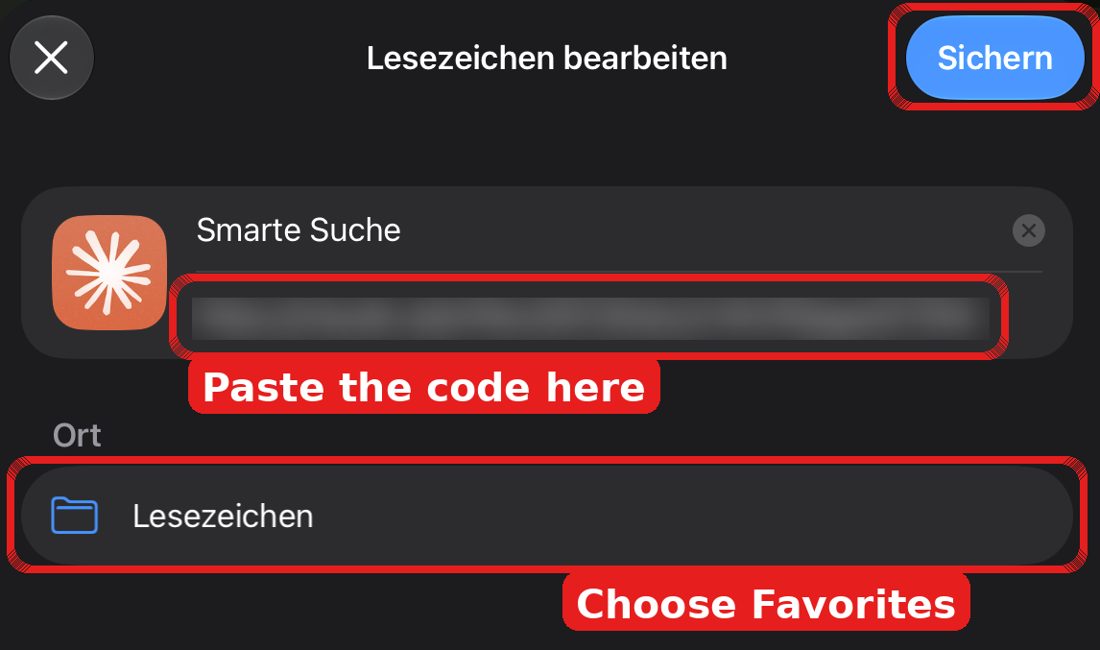 Lesezeichen bearbeiten
Sichern
Smarte Suche
Paste the code here
Ort
Lesezeichen
Choose Favorites